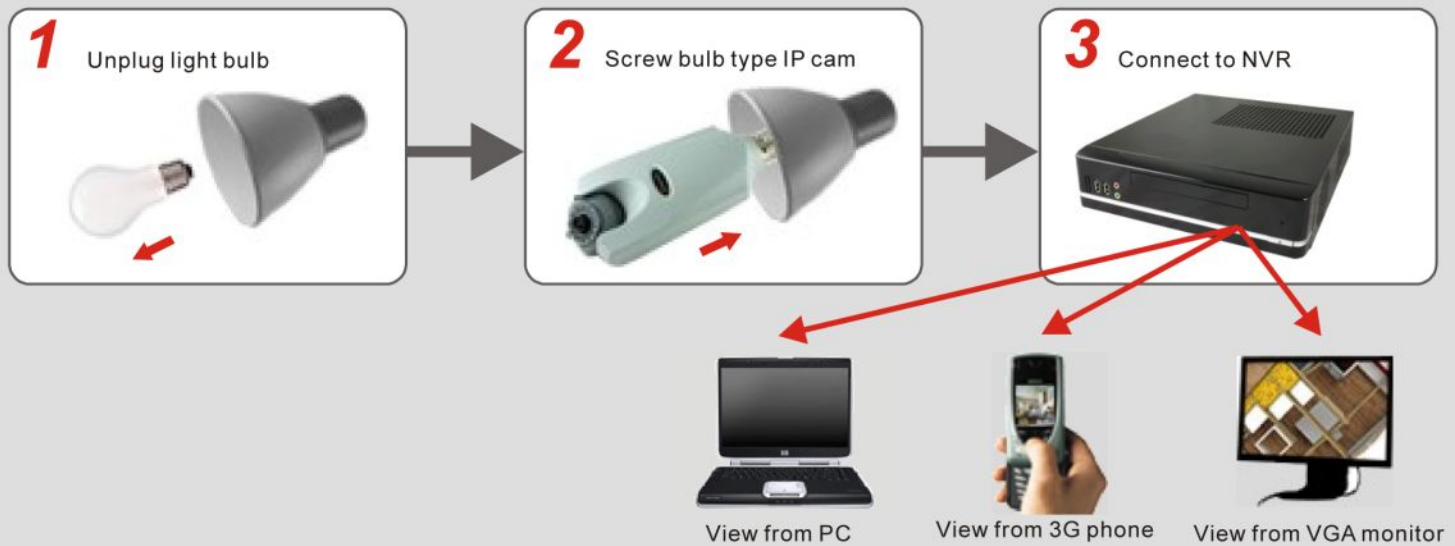 1 Unplug light bulb
2 Screw bulb type IP cam
3 Connect to NVR
View from PC
View from 3G phone
View from VGA monitor